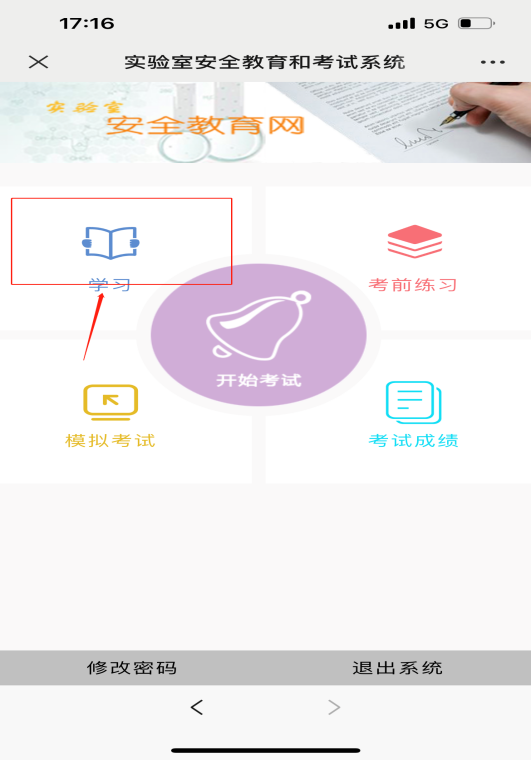 17:16
5G
实验室安全教育和考试系统
实验室
安全教育网
学习
考前练习
开始考试
模拟考试
考试成绩
修改密码
退出系统